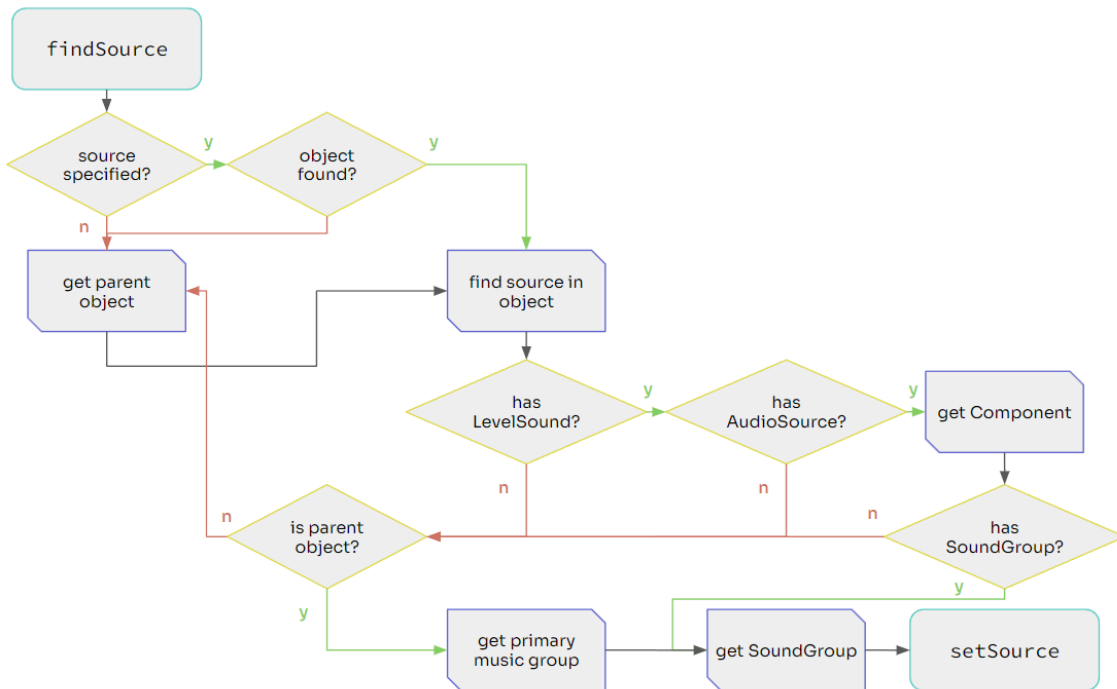 findSource
source
specified?
y
object
found?
y
n
get parent
object
find source in
object
has
LevelSound?
y
has
AudioSource?
y
get Component
n
n
n
is parent
object?
n
has
SoundGroup?
y
y
get primary
music group
get SoundGroup
setSource